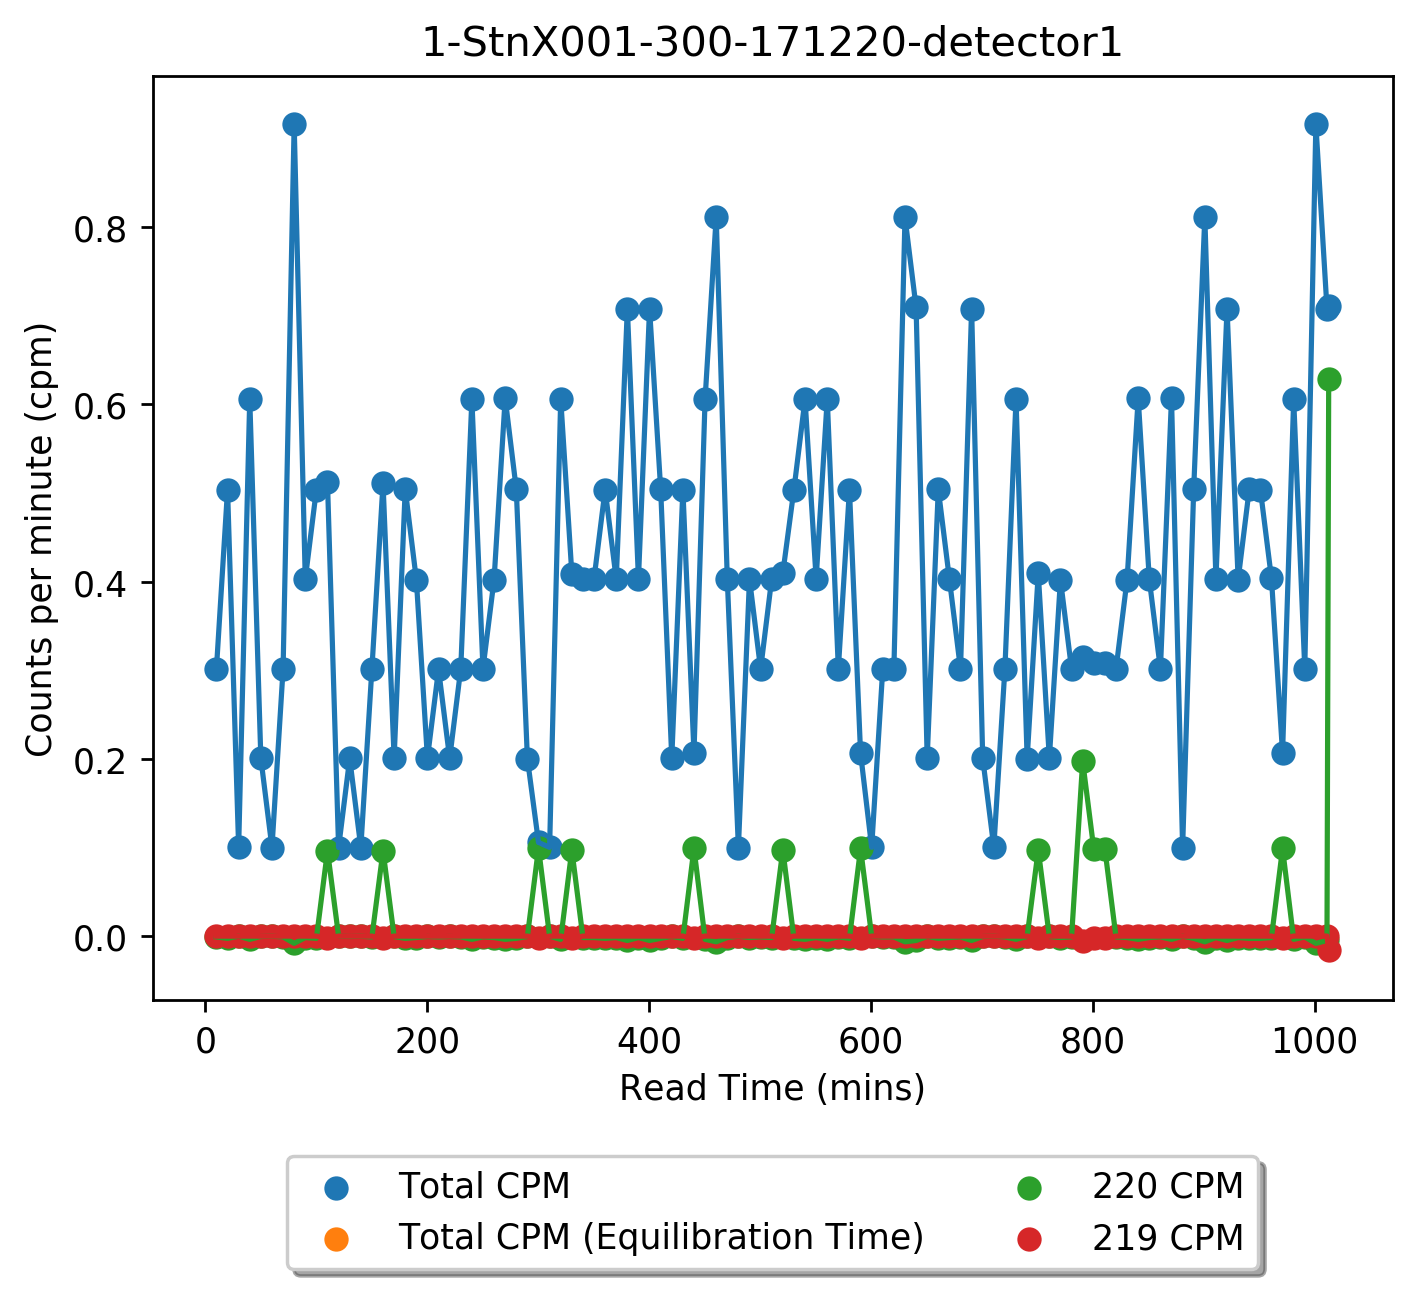 1-StnX001-300-171220-detector1
Counts per minute (cpm)
0.8
0.6
0.4
0.2
0.0
0 200 400 600 800 1000
Read Time (mins)
Total CPM 220 CPM
Total CPM (Equilibration Time) 219 CPM